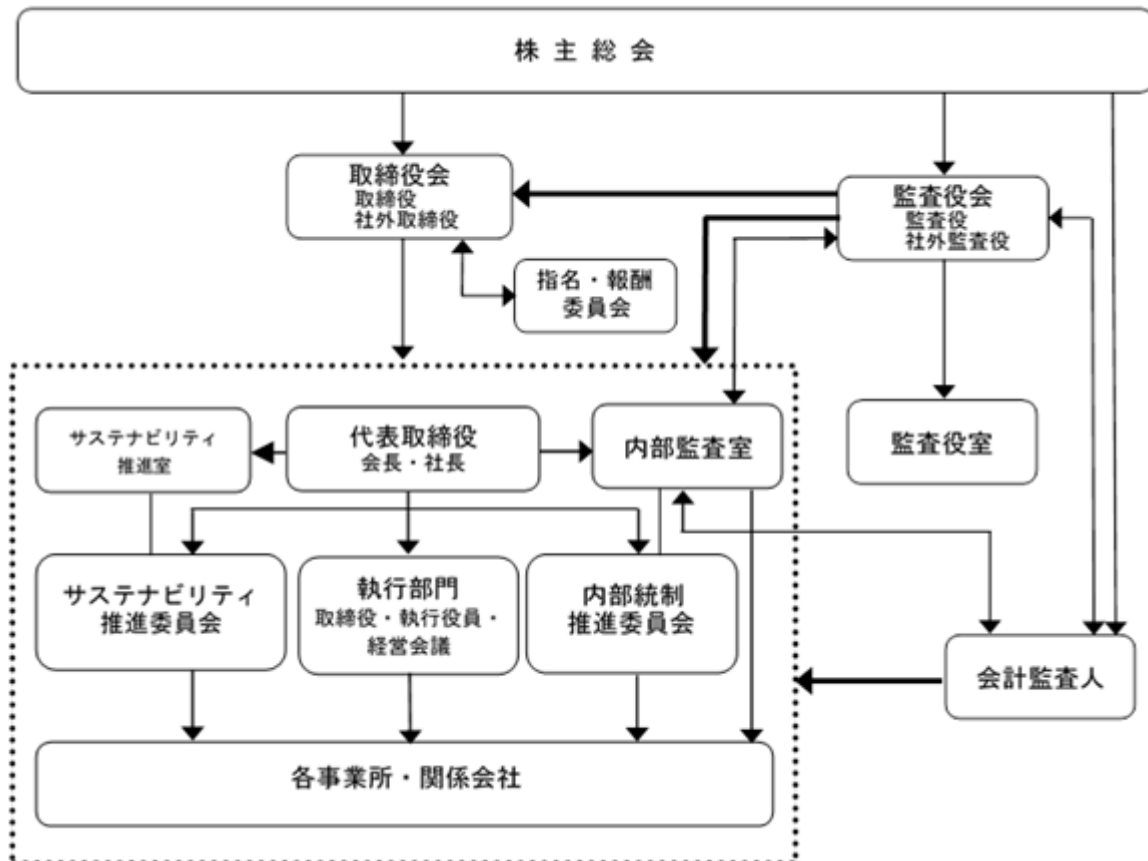 株主総会
取締役会
取締役
社外取締役
監査役会
監査役
社外監査役
指名・報酬
委員会
サステナビリティ
推進室
代表取締役
会長・社長
内部監査室
監査役室
サステナビリティ
推進委員会
執行部門
取締役・執行役員・
経営会議
内部統制
推進委員会
会計監査人
各事業所・関係会社